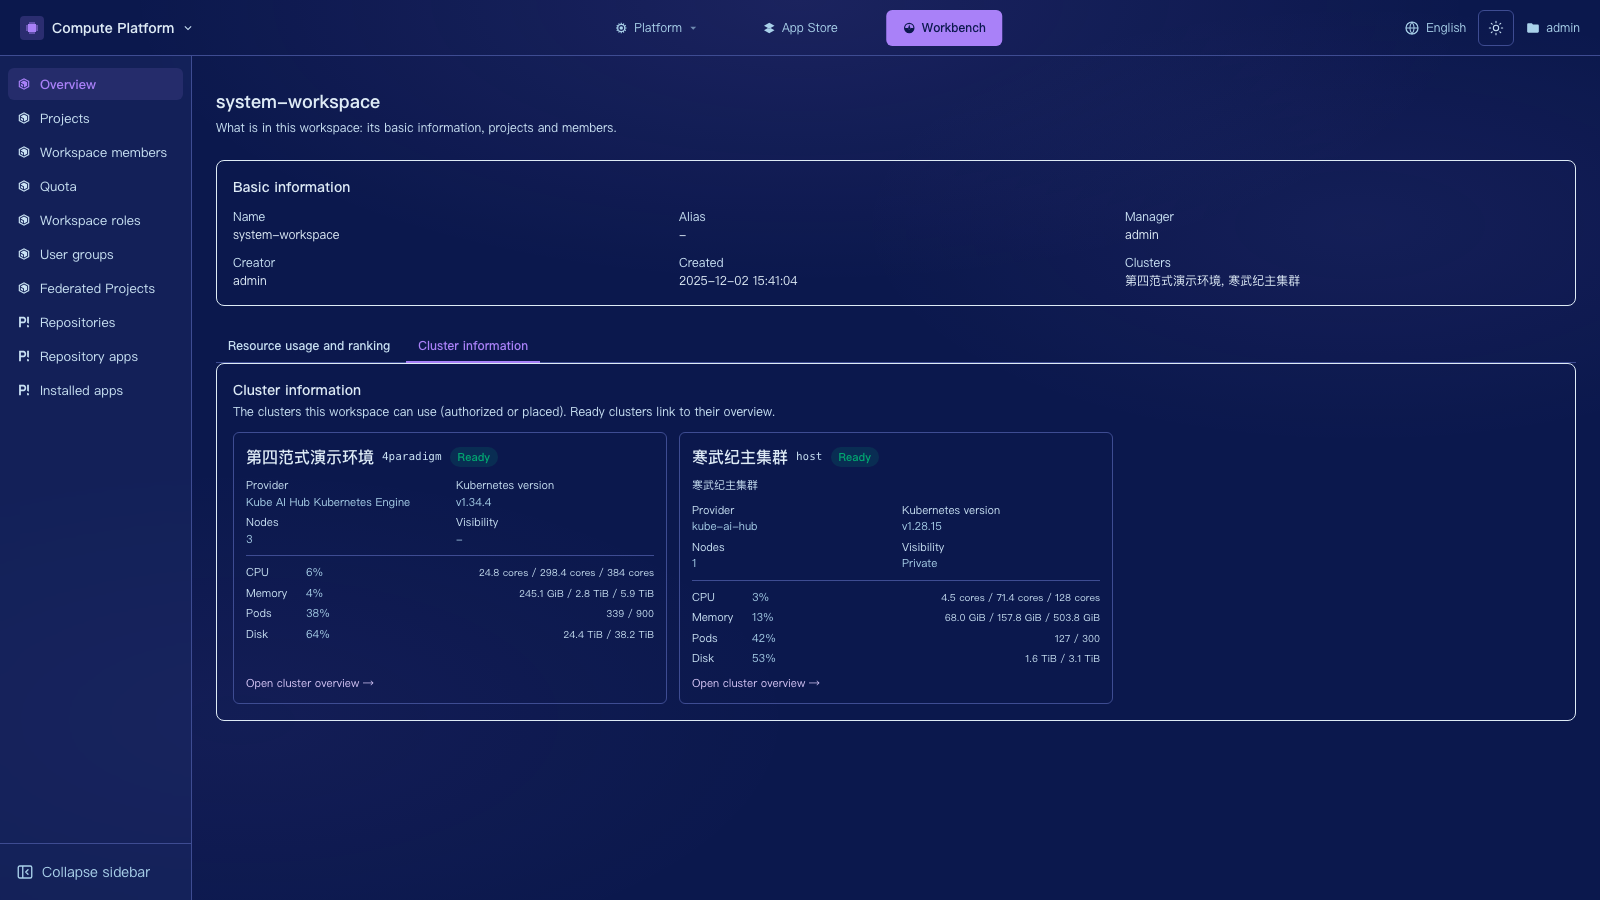 Compute Platform
Platform
App Store
Workbench
English
admin
Overview
Projects
Workspace members
Quota
Workspace roles
User groups
Federated Projects
Repositories
Repository apps
Installed apps
Collapse sidebar
system-workspace
What is in this workspace: its basic information, projects and members.
Basic information
Name
system-workspace
Alias
–
Manager
admin
Creator
admin
Created
2025-12-02 15:41:04
Clusters
第四范式演示环境, 寒武纪主集群
Resource usage and ranking
Cluster information
Cluster information
The clusters this workspace can use (authorized or placed). Ready clusters link to their overview.
第四范式演示环境 4paradigm Ready
Provider
Kube AI Hub Kubernetes Engine
Kubernetes version
v1.34.4
Nodes
3
Visibility
–
CPU 6% 24.8 cores / 298.4 cores / 384 cores
Memory 4% 245.1 GiB / 2.8 TiB / 5.9 TiB
Pods 38% 339 / 900
Disk 64% 24.4 TiB / 38.2 TiB
Open cluster overview →
寒武纪主集群 host Ready
寒武纪主集群
Provider
kube-ai-hub
Kubernetes version
v1.28.15
Nodes
1
Visibility
Private
CPU 3% 4.5 cores / 71.4 cores / 128 cores
Memory 13% 68.0 GiB / 157.8 GiB / 503.8 GiB
Pods 42% 127 / 300
Disk 53% 1.6 TiB / 3.1 TiB
Open cluster overview →